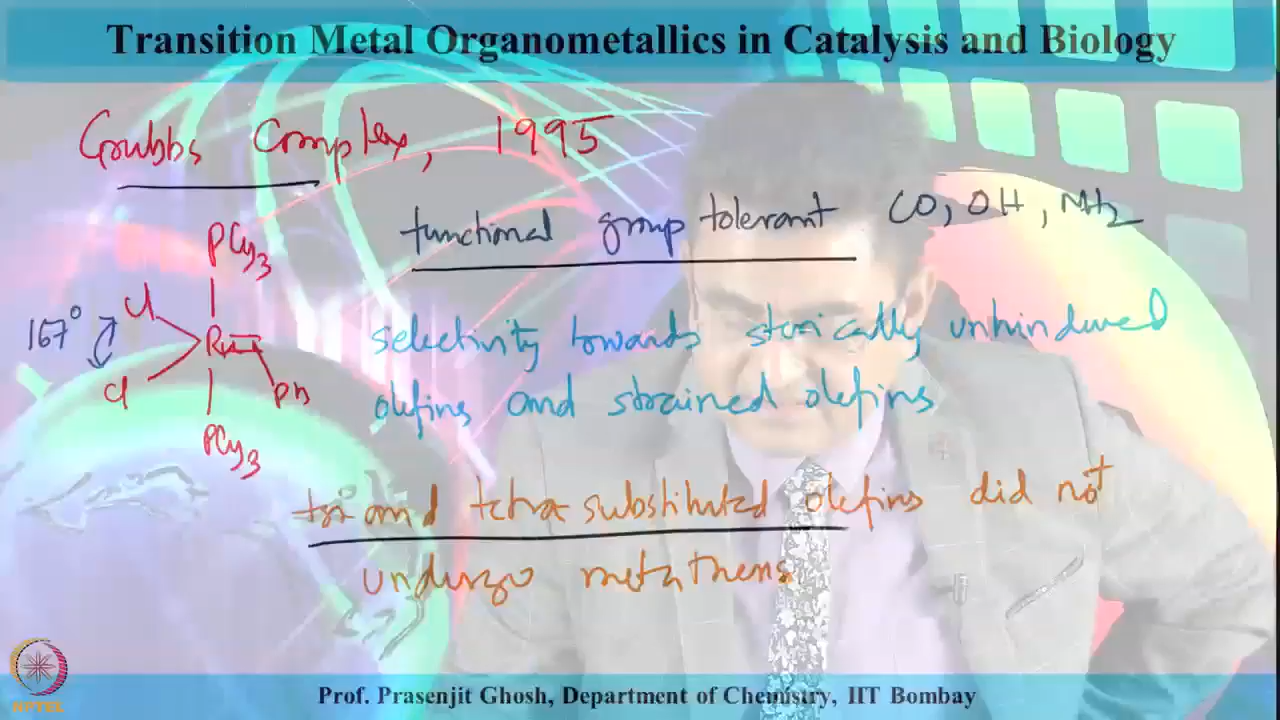 Transition Metal Organometallics in Catalysis and Biology
Grubbs Complex, 1995
functional group tolerant CO, OH, NH2
PCy3
Cl
167°
Ru
Cl
Ph
PCy3
selectivity towards sterically unhindered
olefins and strained olefins
tri and tetra substituted olefins did not
undergo metathesis
NPTEL
Prof. Prasenjit Ghosh, Department of Chemistry, IIT Bombay